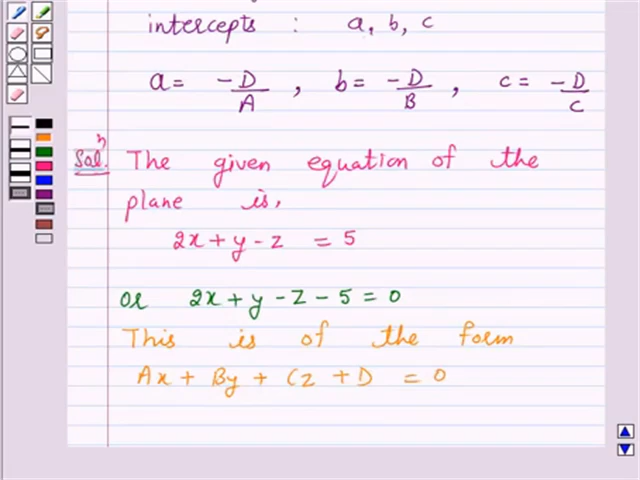 intercepts : a, b, c
a = -D/A , b = -D/B , c = -D/C
Solⁿ. The given equation of the
plane is,
2x + y - z = 5
or 2x + y - z - 5 = 0
This is of the form
Ax + By + Cz + D = 0